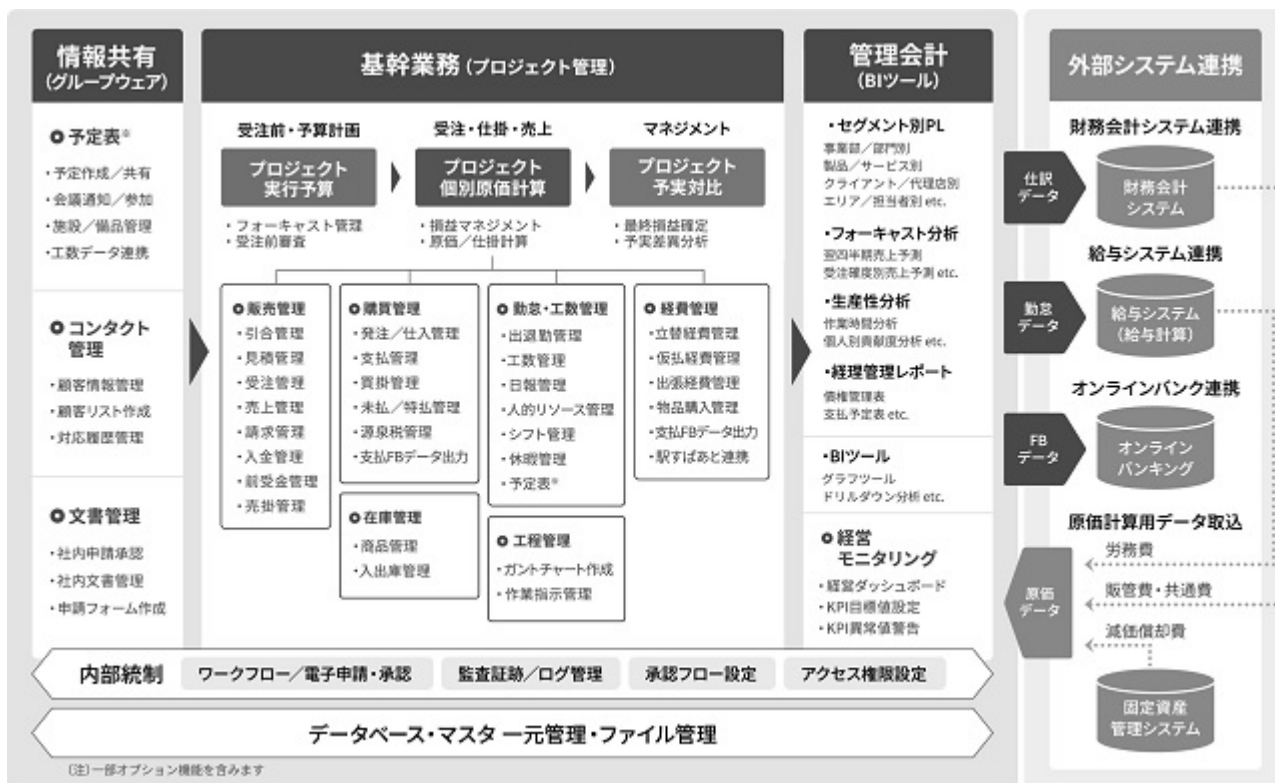 情報共有
(グループウェア)
予定表※
・予定作成／共有
・会議通知／参加
・施設／備品管理
・工数データ連携
コンタクト
管理
・顧客情報管理
・顧客リスト作成
・対応履歴管理
文書管理
・社内申請承認
・社内文書管理
・申請フォーム作成
基幹業務(プロジェクト管理)
受注前・予算計画
プロジェクト
実行予算
・フォーキャスト管理
・受注前審査
受注・仕掛・売上
プロジェクト
個別原価計算
・損益マネジメント
・原価／仕掛計算
マネジメント
プロジェクト
予実対比
・最終損益確定
・予実差異分析
販売管理
・引合管理
・見積管理
・受注管理
・売上管理
・請求管理
・入金管理
・前受金管理
・売掛管理
購買管理
・発注／仕入管理
・支払管理
・買掛管理
・未払／特払管理
・源泉税管理
・支払FBデータ出力
在庫管理
・商品管理
・入出庫管理
勤怠・工数管理
・出退勤管理
・工数管理
・日報管理
・人的リソース管理
・シフト管理
・休暇管理
・予定表※
工程管理
・ガントチャート作成
・作業指示管理
経費管理
・立替経費管理
・仮払経費管理
・出張経費管理
・物品購入管理
・支払FBデータ出力
・駅すぱあと連携
管理会計
(BIツール)
・セグメント別PL
事業部／部門別
製品／サービス別
クライアント／代理店別
エリア／担当者別 etc.
・フォーキャスト分析
翌四半期売上予測
受注確度別売上予測 etc.
・生産性分析
作業時間分析
個人別貢献度分析 etc.
・経理管理レポート
債権管理表
支払予定表 etc.
・BIツール
グラフツール
ドリルダウン分析 etc.
経営
モニタリング
・経営ダッシュボード
・KPI目標値設定
・KPI異常値警告
外部システム連携
財務会計システム連携
仕訳
データ
財務会計
システム
給与システム連携
勤怠
データ
給与システム
(給与計算)
オンラインバンク連携
FB
データ
オンライン
バンキング
原価計算用データ取込
原価
データ
労務費
販管費・共通費
減価償却費
固定資産
管理システム
内部統制
ワークフロー／電子申請・承認
監査証跡／ログ管理
承認フロー設定
アクセス権限設定
データベース・マスタ 一元管理・ファイル管理
(注)一部オプション機能を含みます